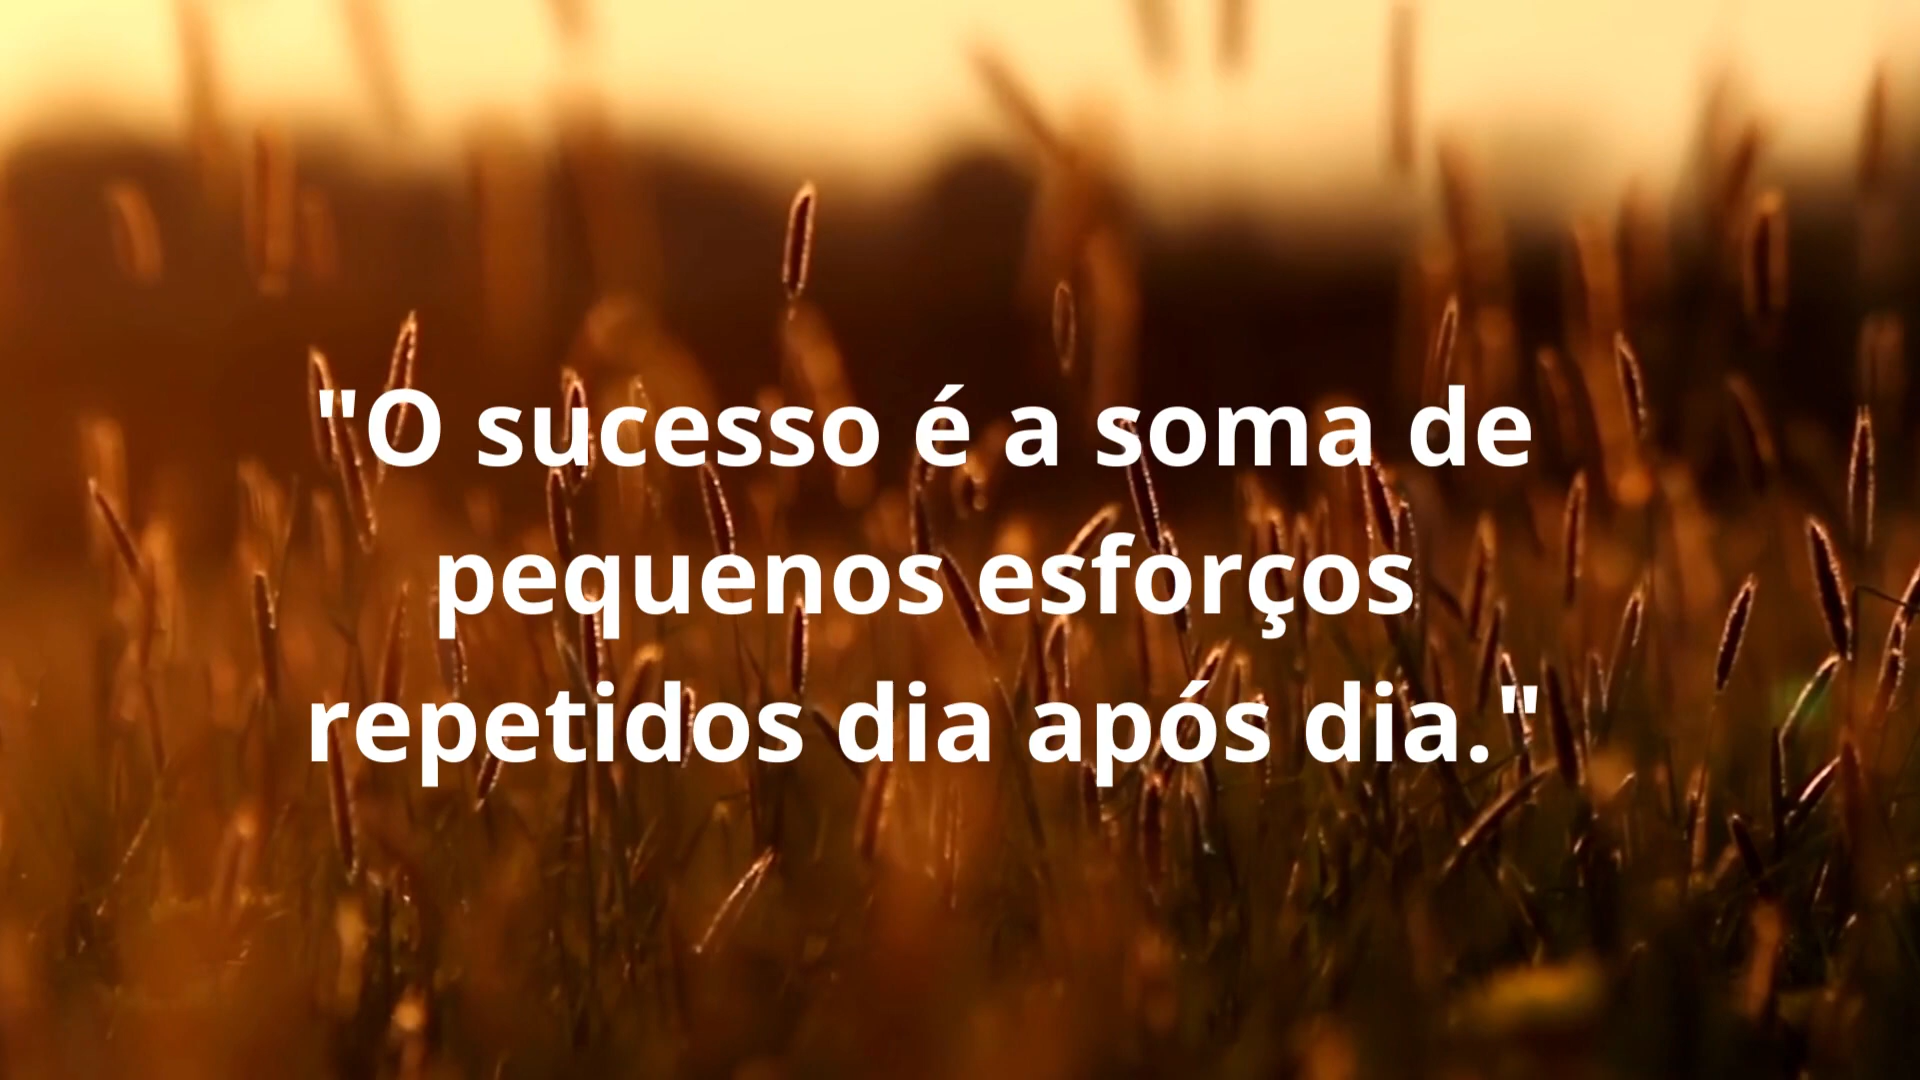 "O sucesso é a soma de
pequenos esforços
repetidos dia após dia."